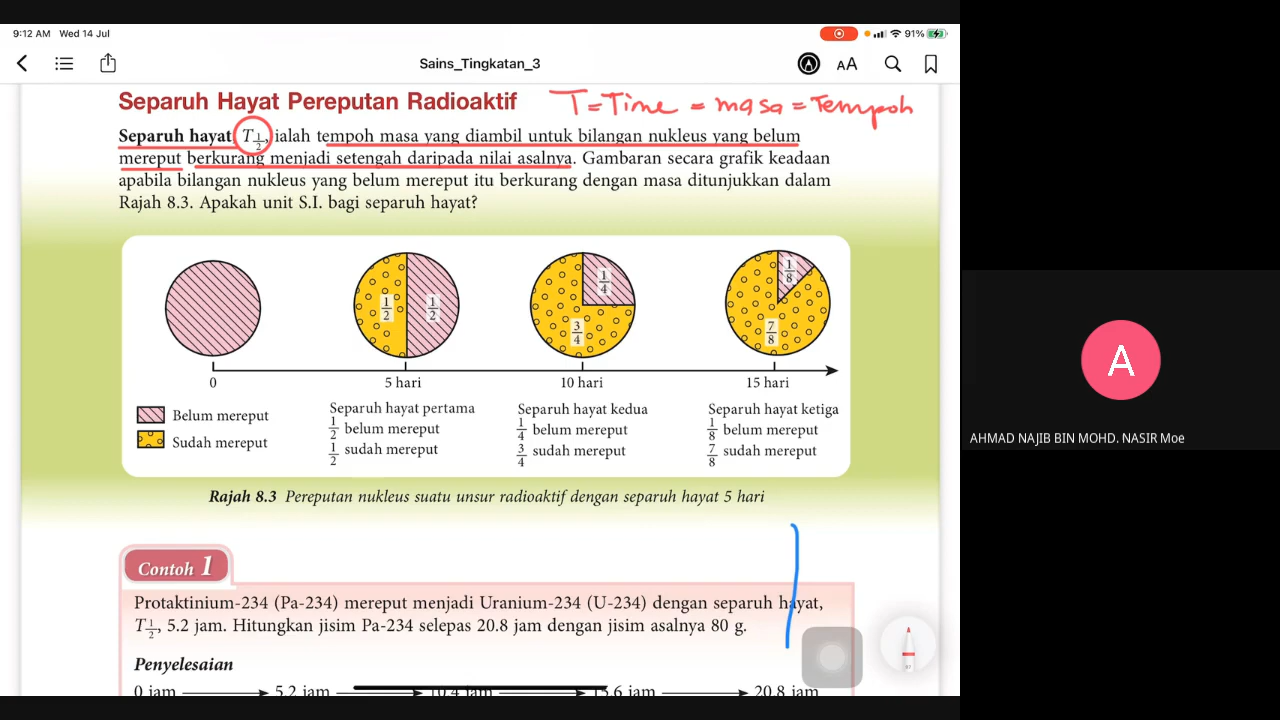 9:12 AM Wed 14 Jul
91%
Sains_Tingkatan_3
AA
Separuh Hayat Pereputan Radioaktif
T = Time = masa = Tempoh
Separuh hayat, T½, ialah tempoh masa yang diambil untuk bilangan nukleus yang belum
mereput berkurang menjadi setengah daripada nilai asalnya. Gambaran secara grafik keadaan
apabila bilangan nukleus yang belum mereput itu berkurang dengan masa ditunjukkan dalam
Rajah 8.3. Apakah unit S.I. bagi separuh hayat?
1/2 1/2 1/4 3/4 1/8 7/8
0 5 hari 10 hari 15 hari
Belum mereput
Sudah mereput
Separuh hayat pertama
1/2 belum mereput
1/2 sudah mereput
Separuh hayat kedua
1/4 belum mereput
3/4 sudah mereput
Separuh hayat ketiga
1/8 belum mereput
7/8 sudah mereput
Rajah 8.3 Pereputan nukleus suatu unsur radioaktif dengan separuh hayat 5 hari
Contoh 1
Protaktinium-234 (Pa-234) mereput menjadi Uranium-234 (U-234) dengan separuh hayat,
T½, 5.2 jam. Hitungkan jisim Pa-234 selepas 20.8 jam dengan jisim asalnya 80 g.
Penyelesaian
0 jam 5.2 jam 10.4 jam 15.6 jam 20.8 jam
A
AHMAD NAJIB BIN MOHD. NASIR Moe